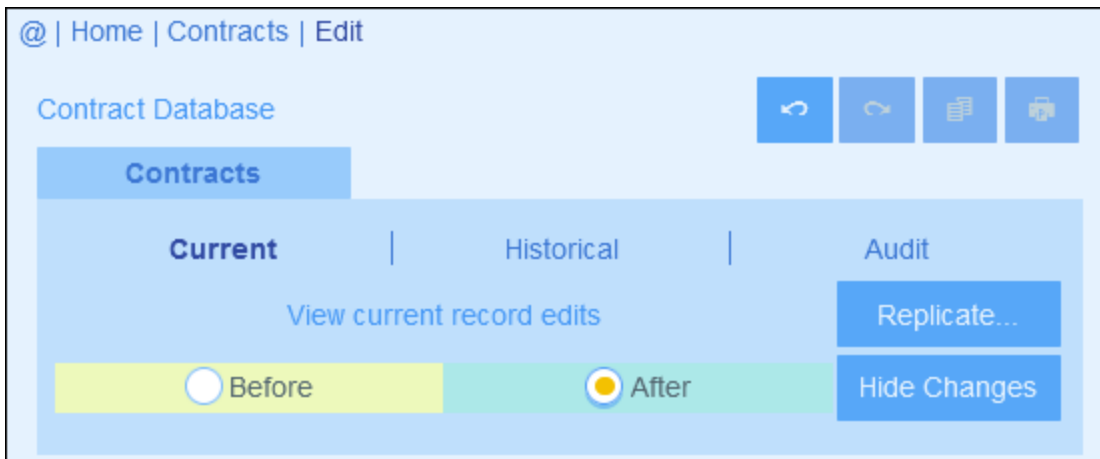 @ | Home | Contracts | Edit
Contract Database
Contracts
Current | Historical | Audit
View current record edits Replicate...
Before After Hide Changes